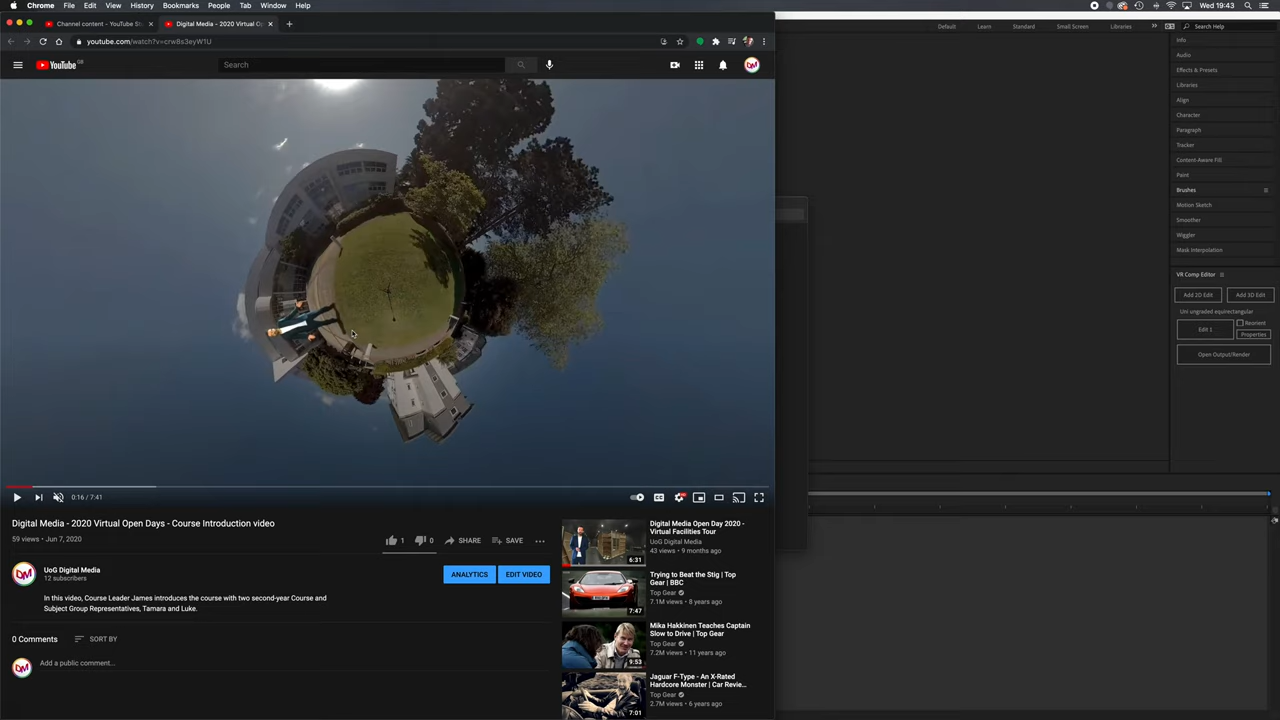 Chrome File Edit View History Bookmarks People Tab Window Help Wed 19:43
Channel content - YouTube St Digital Media - 2020 Virtual Op
Default Learn Standard Small Screen Libraries Search Help
youtube.com/watch?v=crw8s3eyW1U
YouTube GB Search DM
Info
Audio
Effects & Presets
Libraries
Align
Character
Paragraph
Tracker
Content-Aware Fill
Paint
Brushes
Motion Sketch
Smoother
Wiggler
Mask Interpolation
VR Comp Editor
Add 2D Edit Add 3D Edit
Uni ungraded equirectangular
Edit 1 Reorient
Properties
Open Output/Render
0:16 / 7:41 CC
Digital Media - 2020 Virtual Open Days - Course Introduction video
59 views • Jun 7, 2020
1 0 SHARE SAVE
DM UoG Digital Media
12 subscribers
ANALYTICS EDIT VIDEO
In this video, Course Leader James introduces the course with two second-year Course and
Subject Group Representatives, Tamara and Luke.
0 Comments SORT BY
DM Add a public comment...
Digital Media Open Day 2020 -
Virtual Facilities Tour
UoG Digital Media
43 views • 9 months ago
6:31
Trying to Beat the Stig | Top
Gear | BBC
Top Gear
7.1M views • 8 years ago
7:47
Mika Hakkinen Teaches Captain
Slow to Drive | Top Gear
Top Gear
7.2M views • 11 years ago
9:53
Jaguar F-Type - An X-Rated
Hardcore Monster | Car Revie...
Top Gear
2.7M views • 6 years ago
7:01